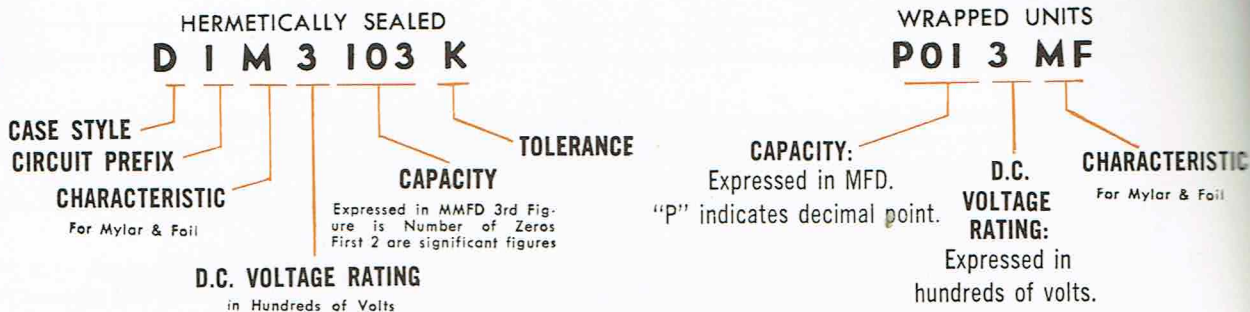 HERMETICALLY SEALED
D 1 M 3 103 K
CASE STYLE
CIRCUIT PREFIX
CHARACTERISTIC
For Mylar & Foil
D.C. VOLTAGE RATING
in Hundreds of Volts
CAPACITY
Expressed in MMFD 3rd Fig-
ure is Number of Zeros
First 2 are significant figures
TOLERANCE
WRAPPED UNITS
P01 3 MF
CAPACITY:
Expressed in MFD.
"P" indicates decimal point.
D.C.
VOLTAGE
RATING:
Expressed in
hundreds of volts.
CHARACTERISTIC
For Mylar & Foil